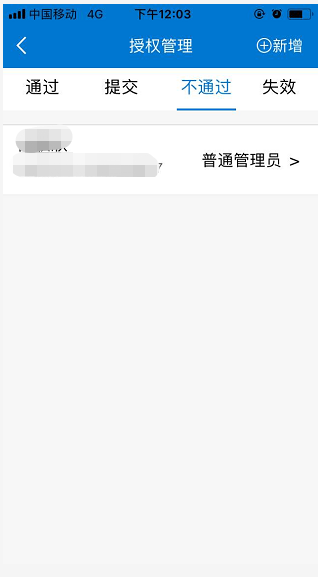 中国移动 4G 下午12:03
授权管理 新增
通过 提交 不通过 失效
普通管理员 >